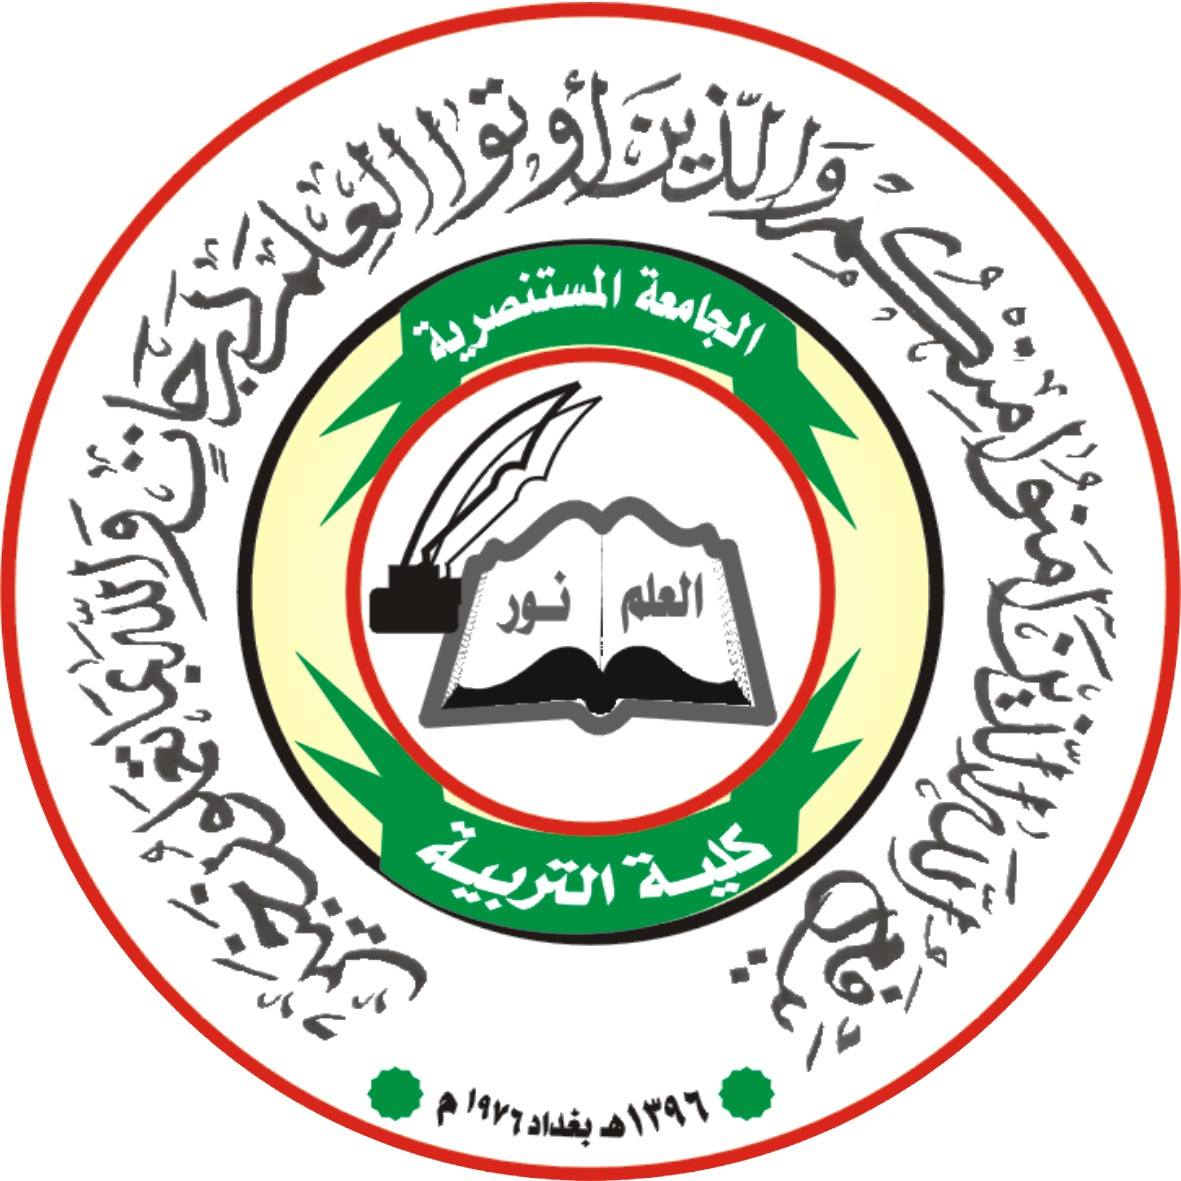 يرفع الله الذين آمنوا منكم والذين أوتوا العلم درجات والله بما تعملون خبير
الجامعة المستنصرية
العلم نور
كلية التربية
١٣٩٦هـ بغداد ١٩٧٦ م